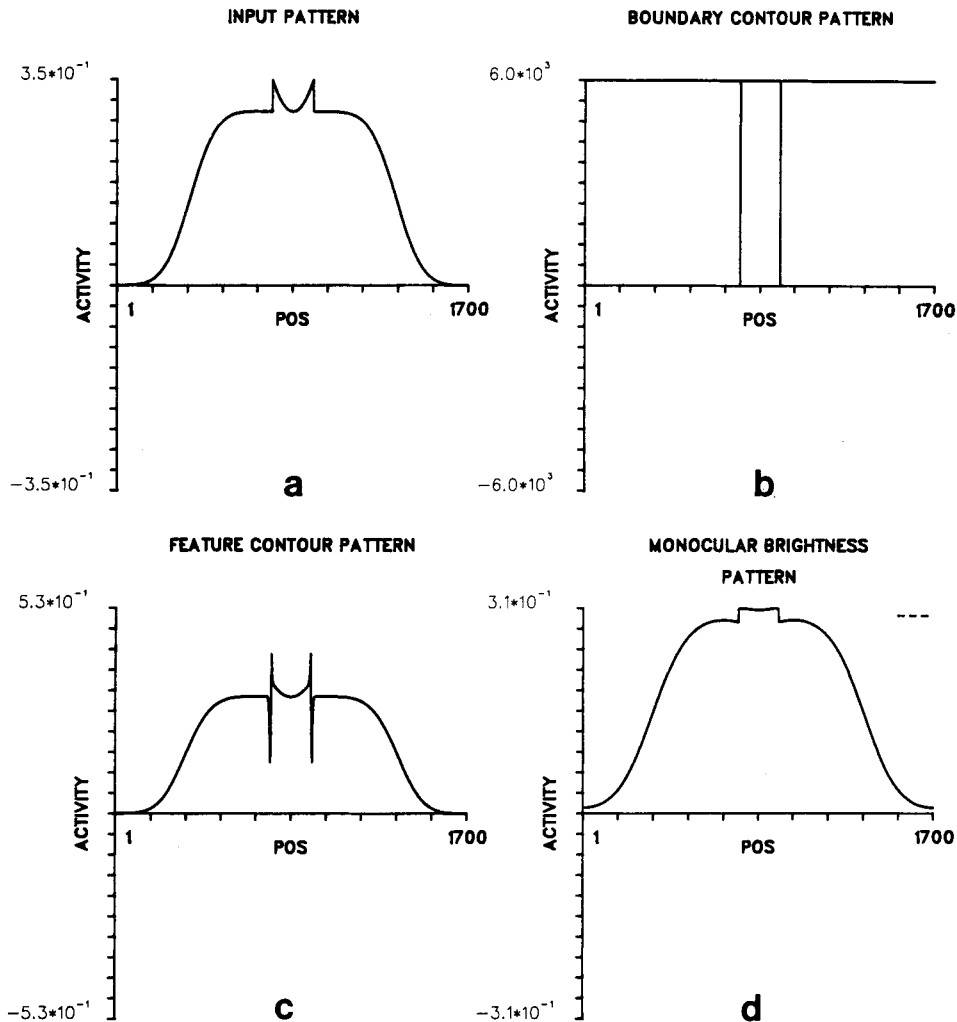 INPUT PATTERN
3.5*10⁻¹
ACTIVITY
1
POS
1700
−3.5*10⁻¹
a
BOUNDARY CONTOUR PATTERN
6.0*10³
ACTIVITY
1
POS
1700
−6.0*10³
b
FEATURE CONTOUR PATTERN
5.3*10⁻¹
ACTIVITY
1
POS
1700
−5.3*10⁻¹
c
MONOCULAR BRIGHTNESS
PATTERN
3.1*10⁻¹
ACTIVITY
1
POS
1700
−3.1*10⁻¹
d